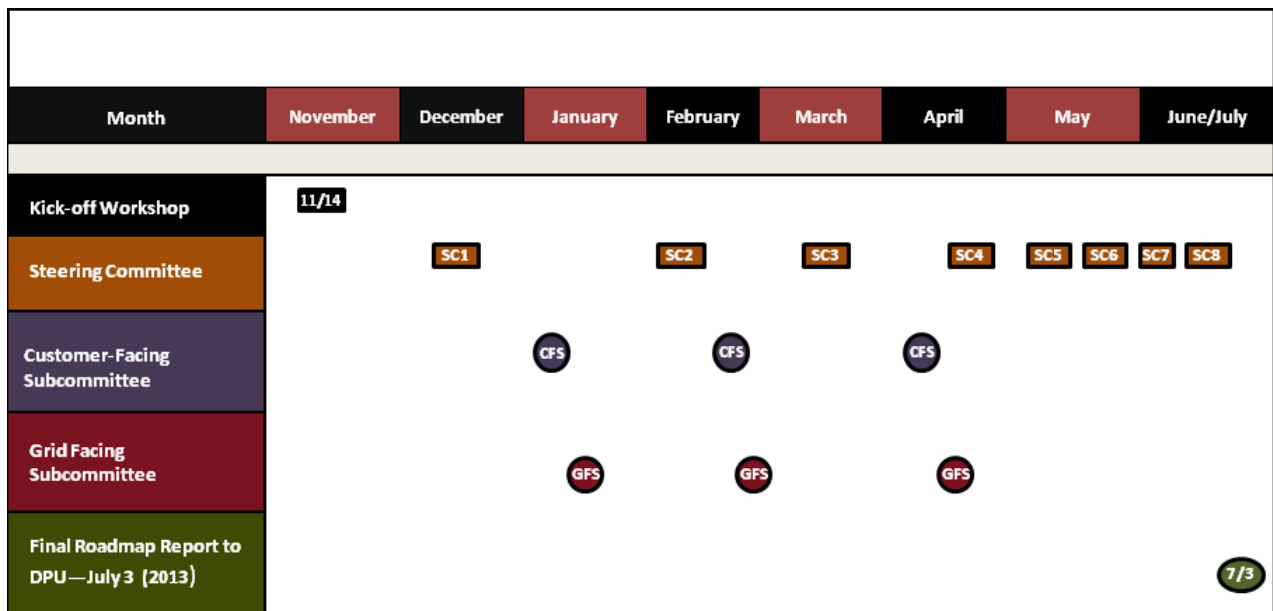 Month November December January February March April May June/July
Kick-off Workshop 11/14
Steering Committee SC1 SC2 SC3 SC4 SC5 SC6 SC7 SC8
Customer-Facing CFS CFS CFS
Subcommittee
Grid Facing
Subcommittee GFS GFS GFS
Final Roadmap Report to
DPU—July 3 (2013) 7/3